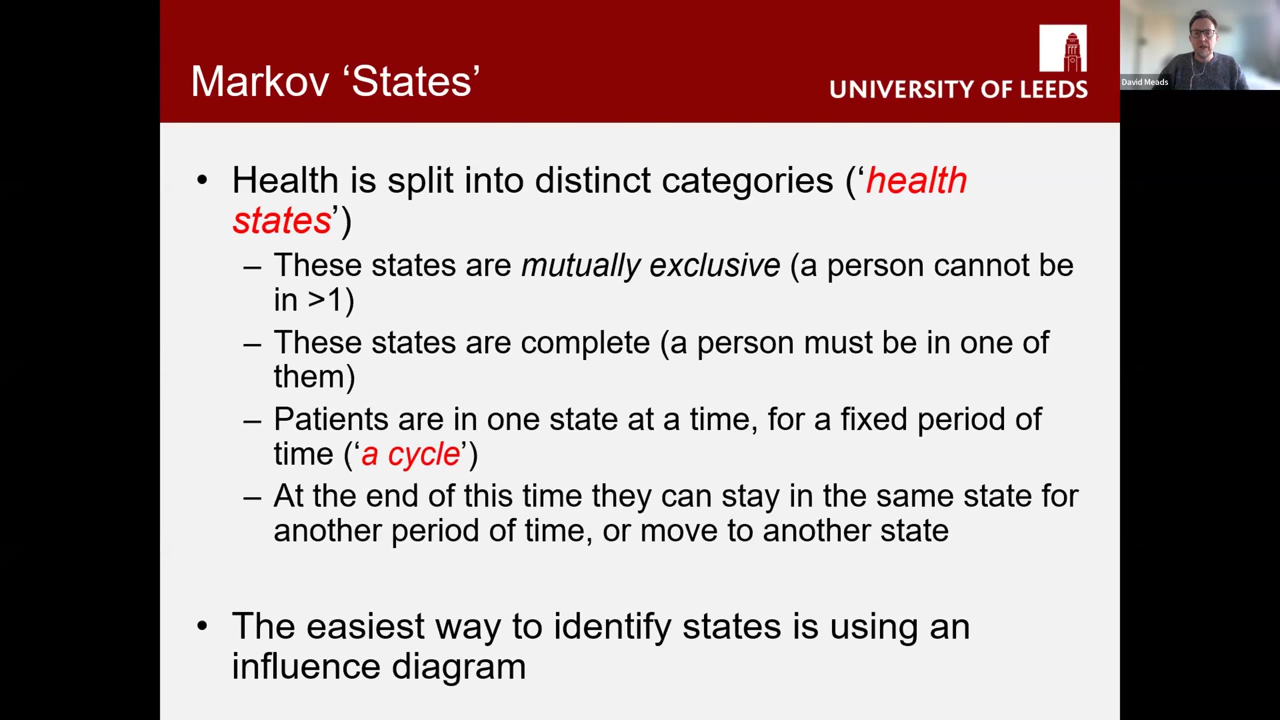 Markov ‘States’
UNIVERSITY OF LEEDS
David Meads
• Health is split into distinct categories (‘health
states’)
– These states are mutually exclusive (a person cannot be
in >1)
– These states are complete (a person must be in one of
them)
– Patients are in one state at a time, for a fixed period of
time (‘a cycle’)
– At the end of this time they can stay in the same state for
another period of time, or move to another state
• The easiest way to identify states is using an
influence diagram